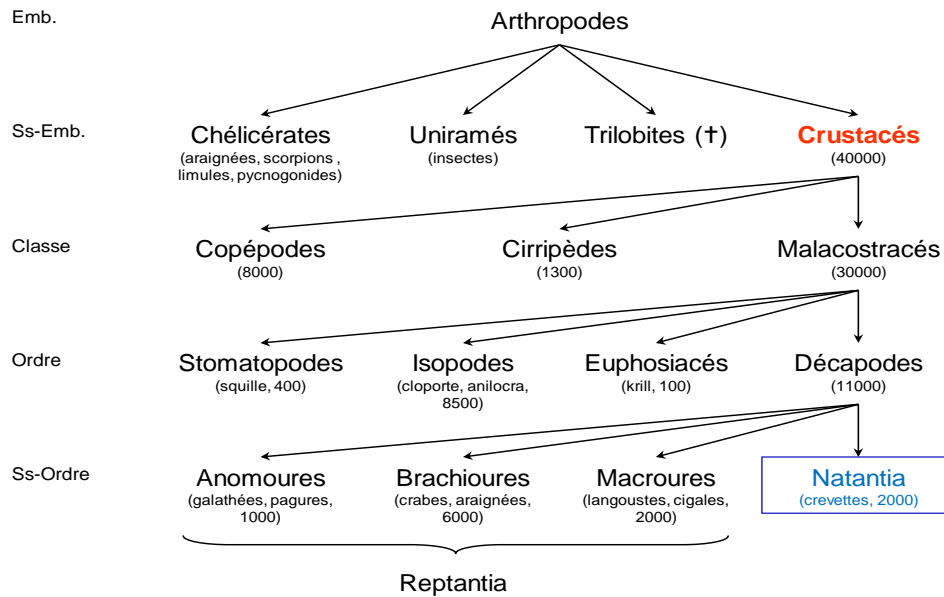 Emb.
Arthropodes
Ss-Emb.
Chélicérates
(araignées, scorpions ,
limules, pycnogonides)
Uniramés
(insectes)
Trilobites (†)
Crustacés
(40000)
Classe
Copépodes
(8000)
Cirripèdes
(1300)
Malacostracés
(30000)
Ordre
Stomatopodes
(squille, 400)
Isopodes
(cloporte, anilocra,
8500)
Euphosiacés
(krill, 100)
Décapodes
(11000)
Ss-Ordre
Anomoures
(galathées, pagures,
1000)
Brachioures
(crabes, araignées,
6000)
Macroures
(langoustes, cigales,
2000)
Natantia
(crevettes, 2000)
Reptantia